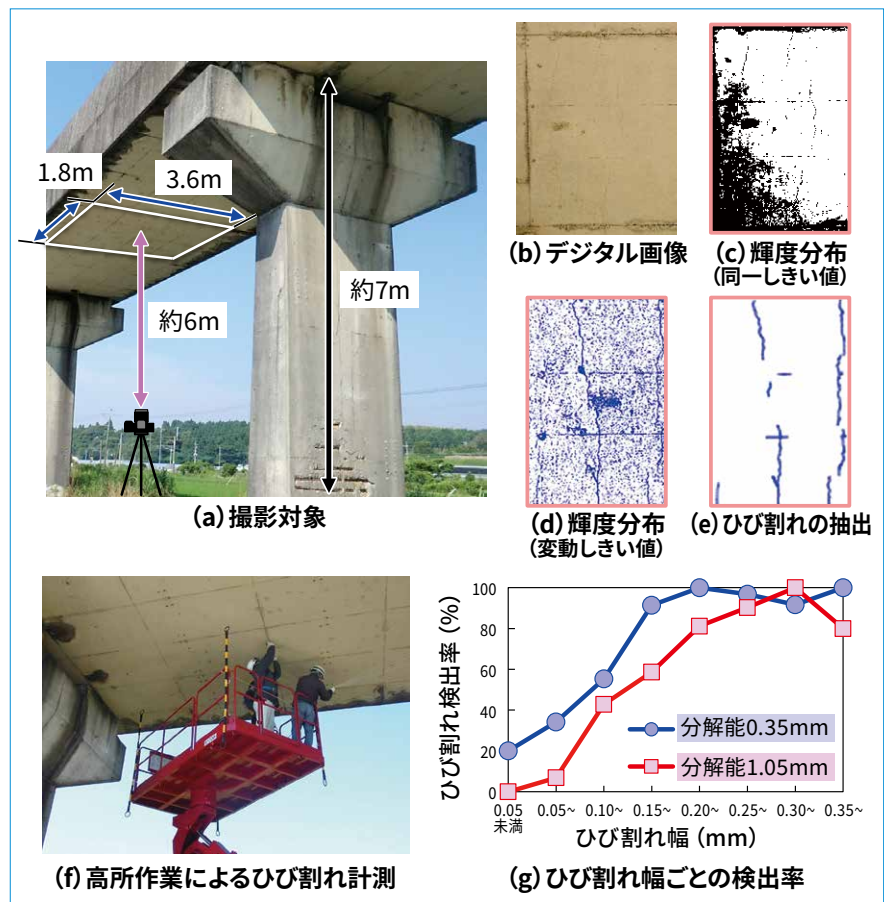 1.8m
3.6m
約6m
約7m
(a)撮影対象
(b)デジタル画像
(c)輝度分布
(同一しきい値)
(d)輝度分布
(変動しきい値)
(e)ひび割れの抽出
(f)高所作業によるひび割れ計測
ひび割れ検出率(%)
100
80
60
40
20
0
分解能0.35mm
分解能1.05mm
0.05
未満
0.05~
0.10~
0.15~
0.20~
0.25~
0.30~
0.35~
ひび割れ幅(mm)
(g)ひび割れ幅ごとの検出率